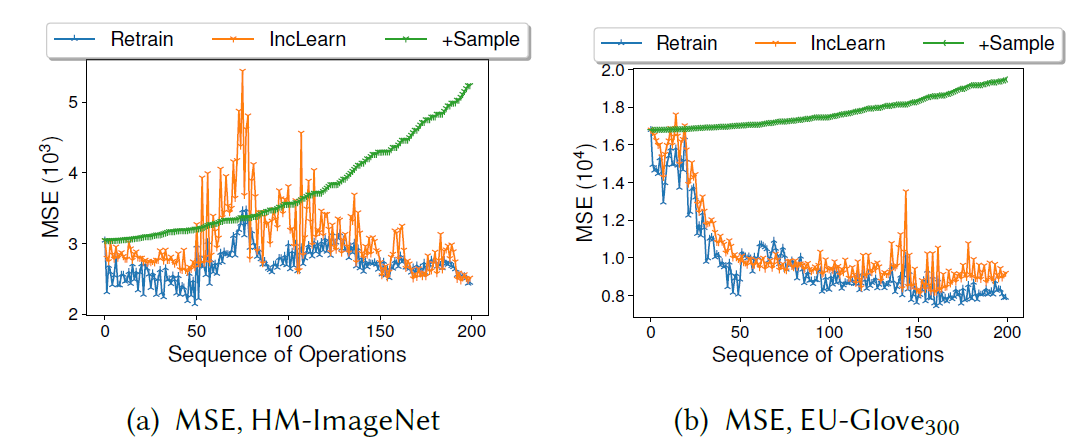 Retrain IncLearn +Sample
MSE (10³)
5
4
3
2
0 50 100 150 200
Sequence of Operations
(a) MSE, HM-ImageNet
Retrain IncLearn +Sample
MSE (10⁴)
2.0
1.8
1.6
1.4
1.2
1.0
0.8
0 50 100 150 200
Sequence of Operations
(b) MSE, EU-Glove₃₀₀